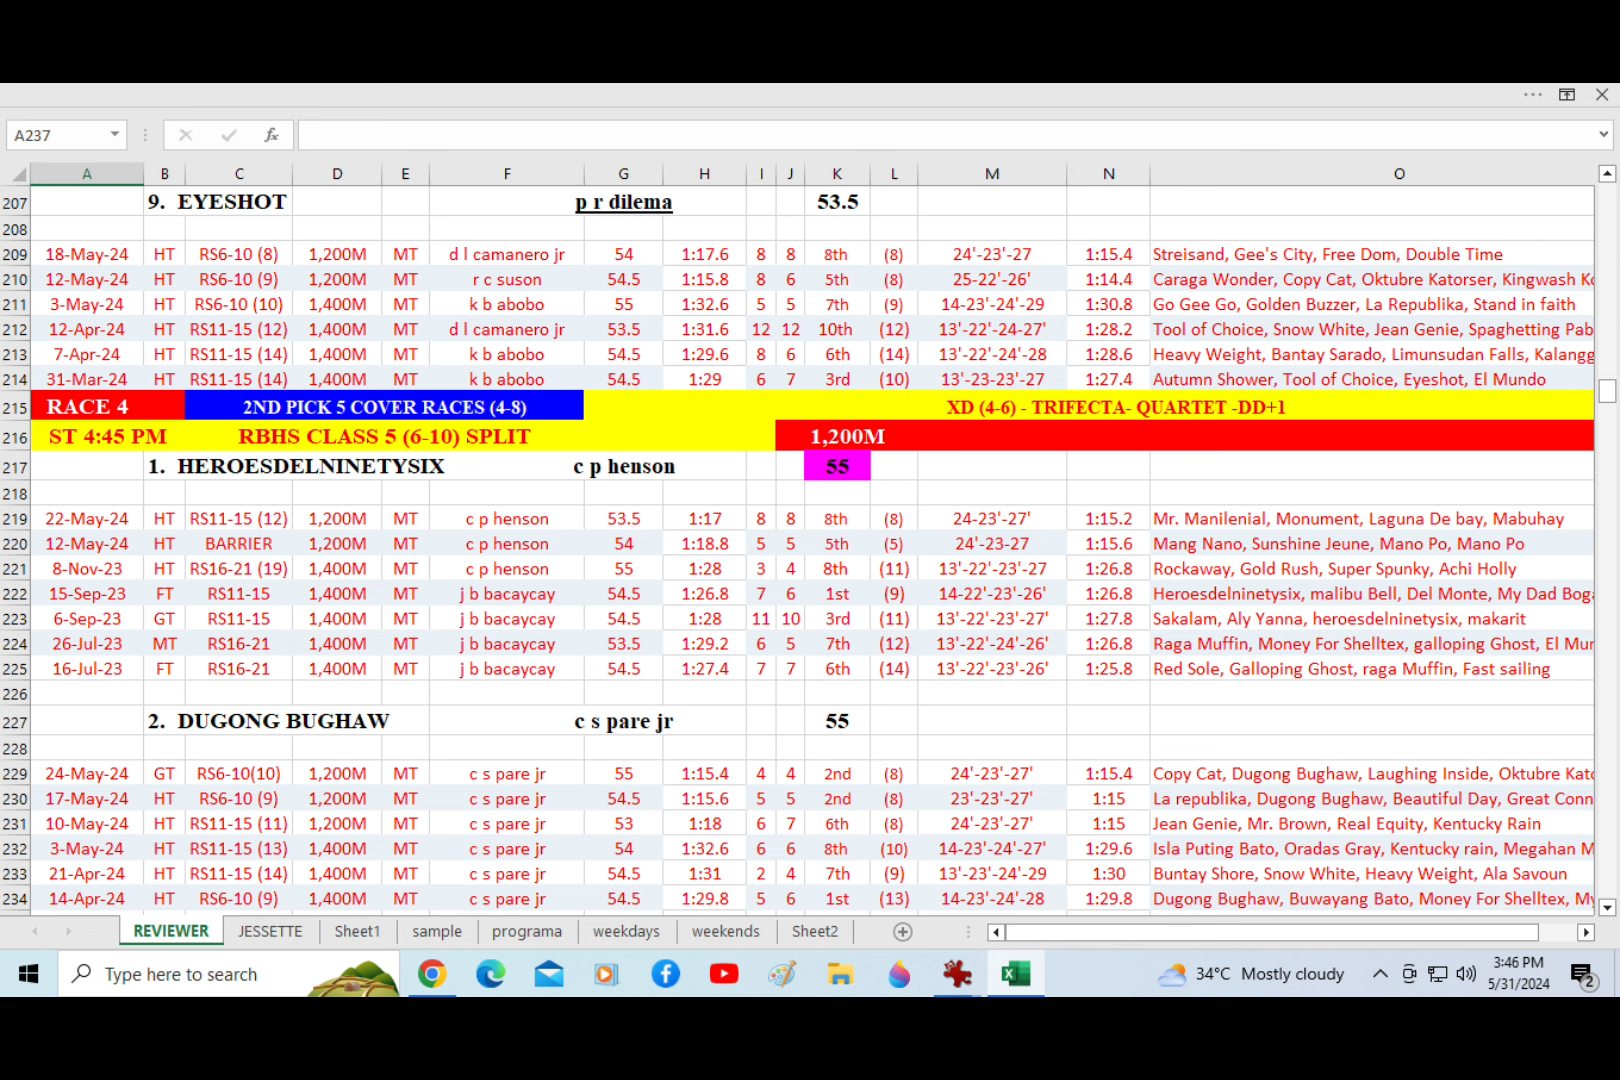 A237
fx
A B C D E F G H I J K L M N O
207 9. EYESHOT p r dilema 53.5
208
209 18-May-24 HT RS6-10 (8) 1,200M MT d l camanero jr 54 1:17.6 8 8 8th (8) 24'-23'-27 1:15.4 Streisand, Gee's City, Free Dom, Double Time
210 12-May-24 HT RS6-10 (9) 1,200M MT r c suson 54.5 1:15.8 8 6 5th (8) 25-22'-26' 1:14.4 Caraga Wonder, Copy Cat, Oktubre Katorser, Kingwash Ko
211 3-May-24 HT RS6-10 (10) 1,400M MT k b abobo 55 1:32.6 5 5 7th (9) 14-23'-24'-29 1:30.8 Go Gee Go, Golden Buzzer, La Republika, Stand in faith
212 12-Apr-24 HT RS11-15 (12) 1,400M MT d l camanero jr 53.5 1:31.6 12 12 10th (12) 13'-22'-24-27' 1:28.2 Tool of Choice, Snow White, Jean Genie, Spaghetting Pab
213 7-Apr-24 HT RS11-15 (14) 1,400M MT k b abobo 54.5 1:29.6 8 6 6th (14) 13'-22'-24'-28 1:28.6 Heavy Weight, Bantay Sarado, Limunsudan Falls, Kalangg
214 31-Mar-24 HT RS11-15 (14) 1,400M MT k b abobo 54.5 1:29 6 7 3rd (10) 13'-23-23'-27' 1:27.4 Autumn Shower, Tool of Choice, Eyeshot, El Mundo
215 RACE 4 2ND PICK 5 COVER RACES (4-8) XD (4-6) - TRIFECTA- QUARTET -DD+1
216 ST 4:45 PM RBHS CLASS 5 (6-10) SPLIT 1,200M
217 1. HEROESDELNINETYSIX c p henson 55
218
219 22-May-24 HT RS11-15 (12) 1,200M MT c p henson 53.5 1:17 8 8 8th (8) 24-23'-27' 1:15.2 Mr. Manilenial, Monument, Laguna De bay, Mabuhay
220 12-May-24 HT BARRIER 1,200M MT c p henson 54 1:18.8 5 5 5th (5) 24'-23-27 1:15.6 Mang Nano, Sunshine Jeune, Mano Po, Mano Po
221 8-Nov-23 HT RS16-21 (19) 1,400M MT c p henson 55 1:28 3 4 8th (11) 13'-22'-23'-27 1:26.8 Rockaway, Gold Rush, Super Spunky, Achi Holly
222 15-Sep-23 FT RS11-15 1,400M MT j b bacaycay 54.5 1:26.8 7 6 1st (9) 14-22'-23'-26' 1:26.8 Heroesdelninetysix, malibu Bell, Del Monte, My Dad Boga
223 6-Sep-23 GT RS11-15 1,400M MT j b bacaycay 54.5 1:28 11 10 3rd (11) 13'-22'-23'-27' 1:27.8 Sakalam, Aly Yanna, heroesdelninetysix, makarit
224 26-Jul-23 MT RS16-21 1,400M MT j b bacaycay 53.5 1:29.2 6 5 7th (12) 13'-22'-24'-26' 1:26.8 Raga Muffin, Money For Shelltex, galloping Ghost, El Mun
225 16-Jul-23 FT RS16-21 1,400M MT j b bacaycay 54.5 1:27.4 7 7 6th (14) 13'-22'-23'-26' 1:25.8 Red Sole, Galloping Ghost, raga Muffin, Fast sailing
226
227 2. DUGONG BUGHAW c s pare jr 55
228
229 24-May-24 GT RS6-10(10) 1,200M MT c s pare jr 55 1:15.4 4 4 2nd (8) 24'-23'-27' 1:15.4 Copy Cat, Dugong Bughaw, Laughing Inside, Oktubre Kato
230 17-May-24 HT RS6-10 (9) 1,200M MT c s pare jr 54.5 1:15.6 5 5 2nd (8) 23'-23'-27' 1:15 La republika, Dugong Bughaw, Beautiful Day, Great Conn
231 10-May-24 HT RS11-15 (11) 1,200M MT c s pare jr 53 1:18 6 7 6th (8) 24'-23'-27' 1:15 Jean Genie, Mr. Brown, Real Equity, Kentucky Rain
232 3-May-24 HT RS11-15 (13) 1,400M MT c s pare jr 54 1:32.6 6 6 8th (10) 14-23'-24'-27' 1:29.6 Isla Puting Bato, Oradas Gray, Kentucky rain, Megahan M
233 21-Apr-24 HT RS11-15 (14) 1,400M MT c s pare jr 54.5 1:31 2 4 7th (9) 13'-23'-24-29 1:30 Buntay Shore, Snow White, Heavy Weight, Ala Savoun
234 14-Apr-24 HT RS6-10 (9) 1,400M MT c s pare jr 54.5 1:29.8 5 6 1st (13) 14-23'-24'-28 1:29.8 Dugong Bughaw, Buwayang Bato, Money For Shelltex, My
REVIEWER JESSETTE Sheet1 sample programa weekdays weekends Sheet2
Type here to search 34°C Mostly cloudy 3:46 PM
5/31/2024 2